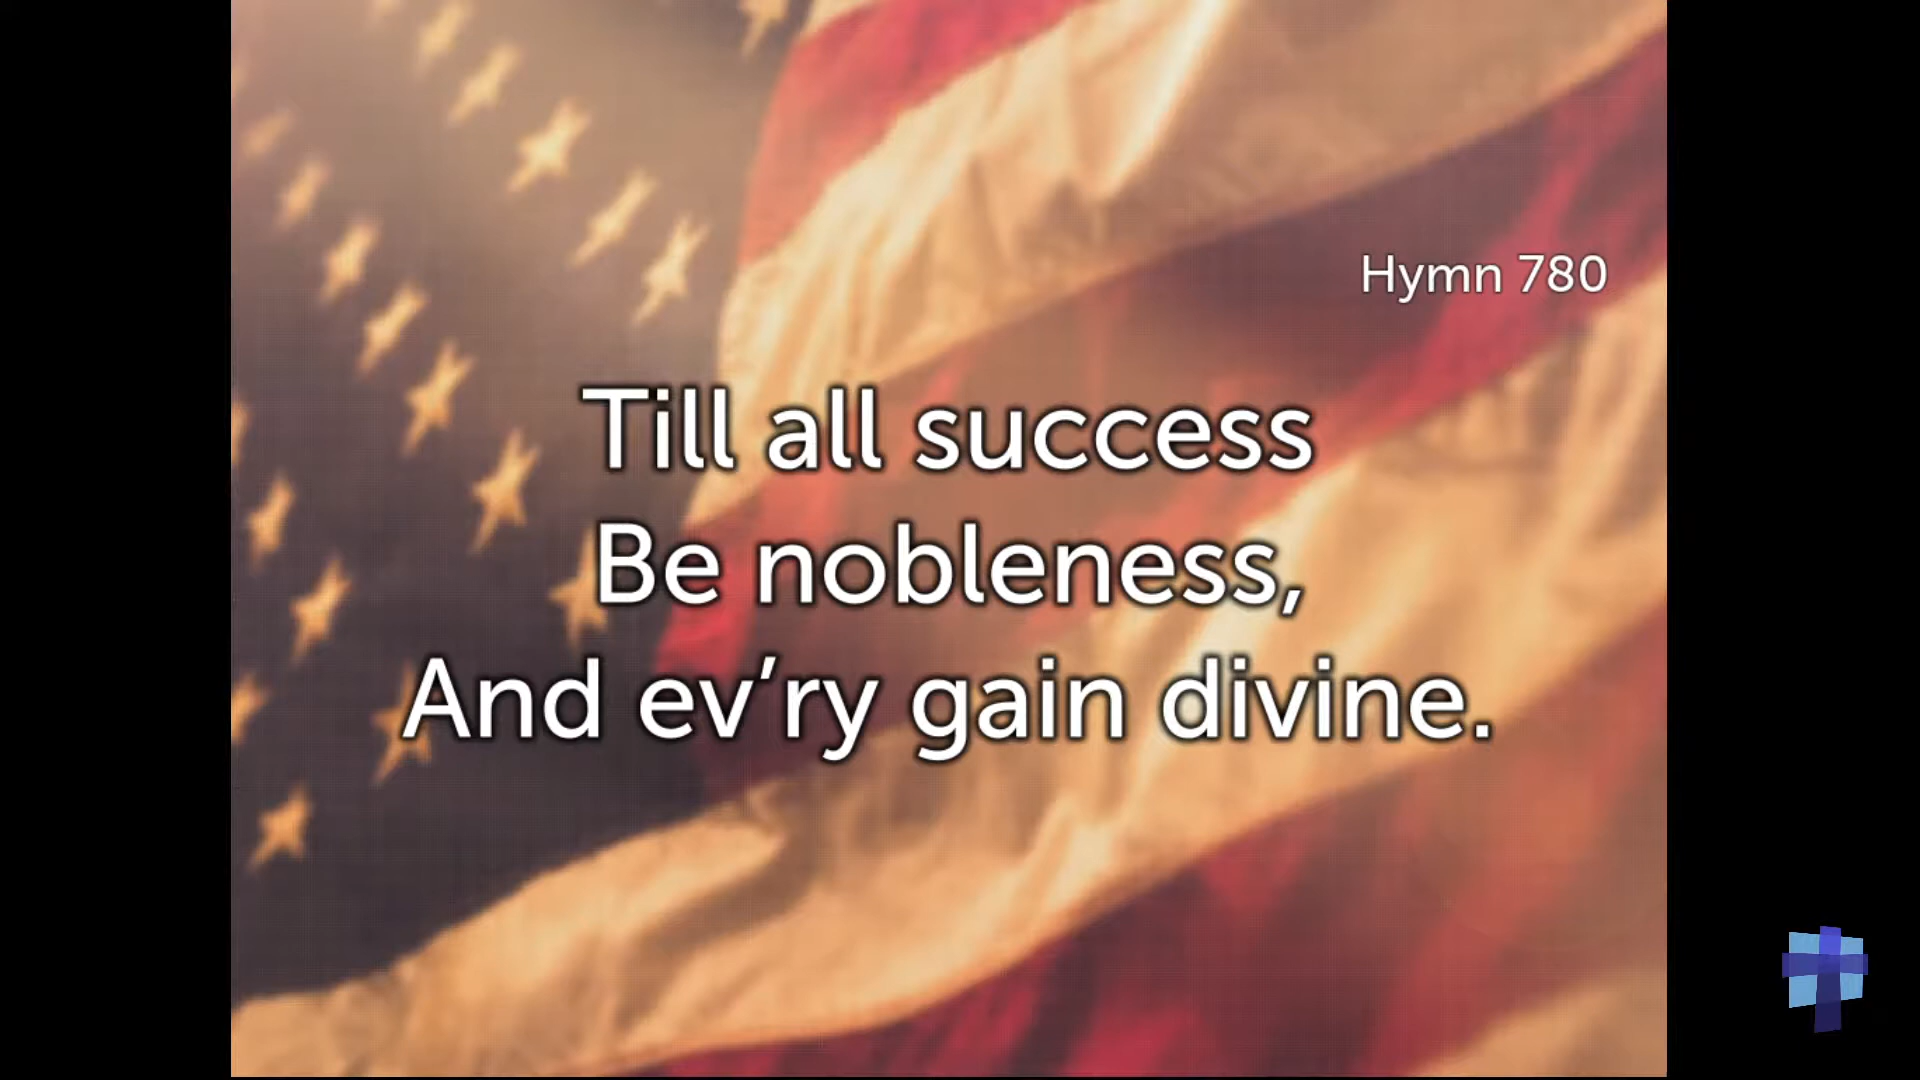 Hymn 780
Till all success
Be nobleness,
And ev’ry gain divine.